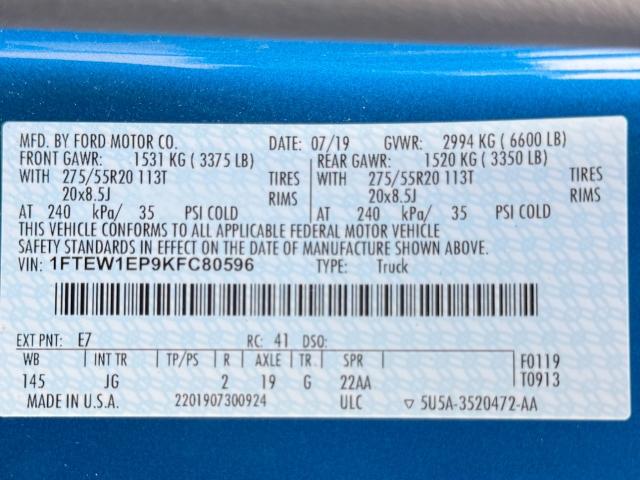 MFD. BY FORD MOTOR CO. DATE: 07/19 GVWR: 2994 KG ( 6600 LB)
FRONT GAWR: 1531 KG ( 3375 LB) REAR GAWR: 1520 KG ( 3350 LB)
WITH 275/55R20 113T TIRES WITH 275/55R20 113T TIRES
20x8.5J RIMS 20x8.5J RIMS
AT 240 kPa/ 35 PSI COLD AT 240 kPa/ 35 PSI COLD
THIS VEHICLE CONFORMS TO ALL APPLICABLE FEDERAL MOTOR VEHICLE
SAFETY STANDARDS IN EFFECT ON THE DATE OF MANUFACTURE SHOWN ABOVE.
VIN: 1FTEW1EP9KFC80596 TYPE: Truck
EXT PNT: E7 RC: 41 DSO:
WB INT TR TP/PS R AXLE TR SPR F0119
145 JG 2 19 G 22AA T0913
MADE IN U.S.A. 2201907300924 ULC ▽ 5U5A-3520472-AA